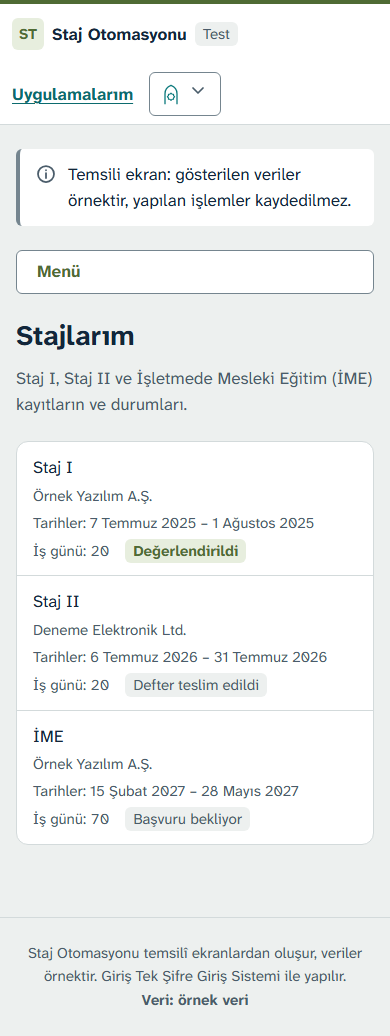 ST Staj Otomasyonu Test
Uygulamalarım
Temsili ekran: gösterilen veriler
örnektir, yapılan işlemler kaydedilmez.
Menü
Stajlarım
Staj I, Staj II ve İşletmede Mesleki Eğitim (İME)
kayıtların ve durumları.
Staj I
Örnek Yazılım A.Ş.
Tarihler: 7 Temmuz 2025 – 1 Ağustos 2025
İş günü: 20 Değerlendirildi
Staj II
Deneme Elektronik Ltd.
Tarihler: 6 Temmuz 2026 – 31 Temmuz 2026
İş günü: 20 Defter teslim edildi
İME
Örnek Yazılım A.Ş.
Tarihler: 15 Şubat 2027 – 28 Mayıs 2027
İş günü: 70 Başvuru bekliyor
Staj Otomasyonu temsilî ekranlardan oluşur, veriler
örnektir. Giriş Tek Şifre Giriş Sistemi ile yapılır.
Veri: örnek veri